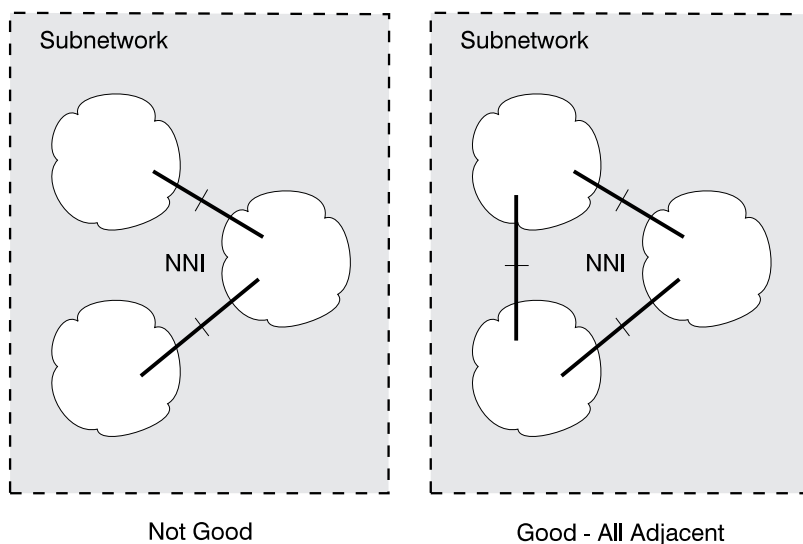 Subnetwork
NNI
Not Good
Subnetwork
NNI
Good - All Adjacent